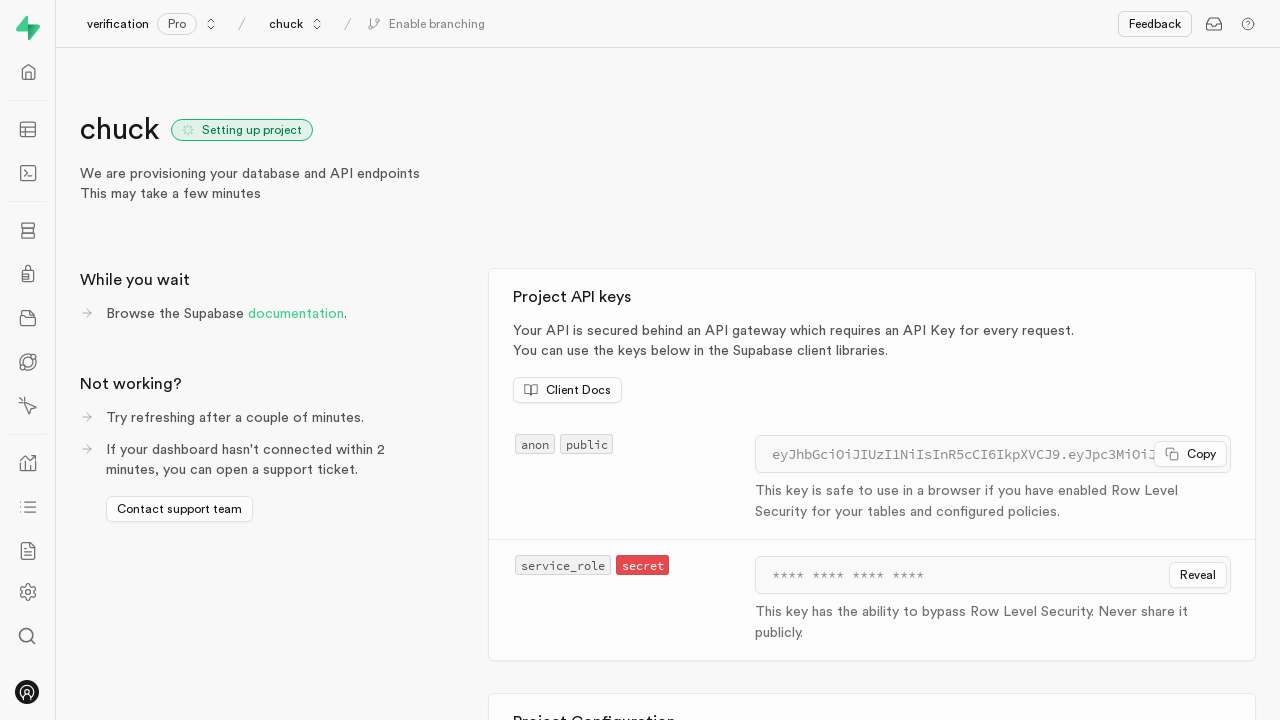 verification Pro / chuck / Enable branching
Feedback
chuck Setting up project
We are provisioning your database and API endpoints
This may take a few minutes
While you wait
Browse the Supabase documentation.
Not working?
Try refreshing after a couple of minutes.
If your dashboard hasn't connected within 2
minutes, you can open a support ticket.
Contact support team
Project API keys
Your API is secured behind an API gateway which requires an API Key for every request.
You can use the keys below in the Supabase client libraries.
Client Docs
anon public
eyJhbGciOiJIUzI1NiIsInR5cCI6IkpXVCJ9.eyJpc3MiOiJ Copy
This key is safe to use in a browser if you have enabled Row Level
Security for your tables and configured policies.
service_role secret
**** **** **** **** Reveal
This key has the ability to bypass Row Level Security. Never share it
publicly.
Project Configuration